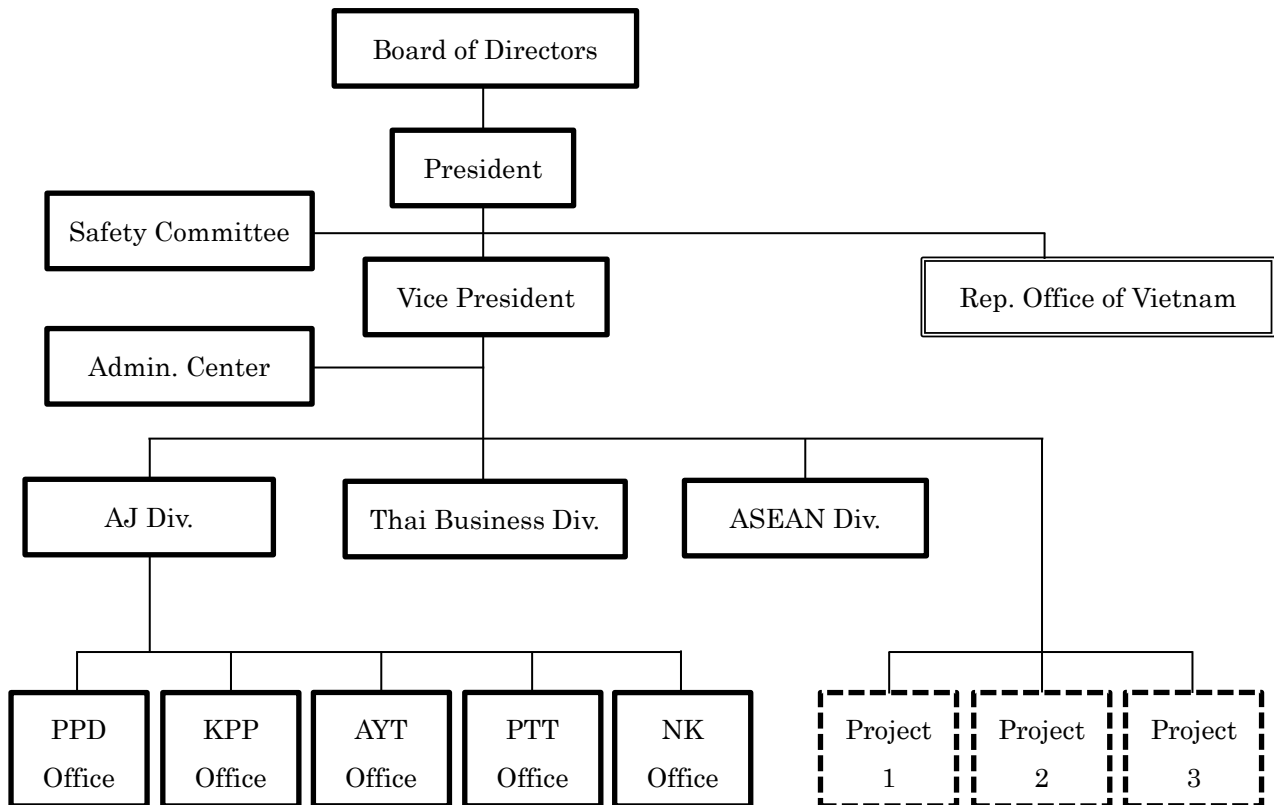 Board of Directors
President
Safety Committee
Vice President
Rep. Office of Vietnam
Admin. Center
AJ Div.
Thai Business Div.
ASEAN Div.
PPD
Office
KPP
Office
AYT
Office
PTT
Office
NK
Office
Project
1
Project
2
Project
3